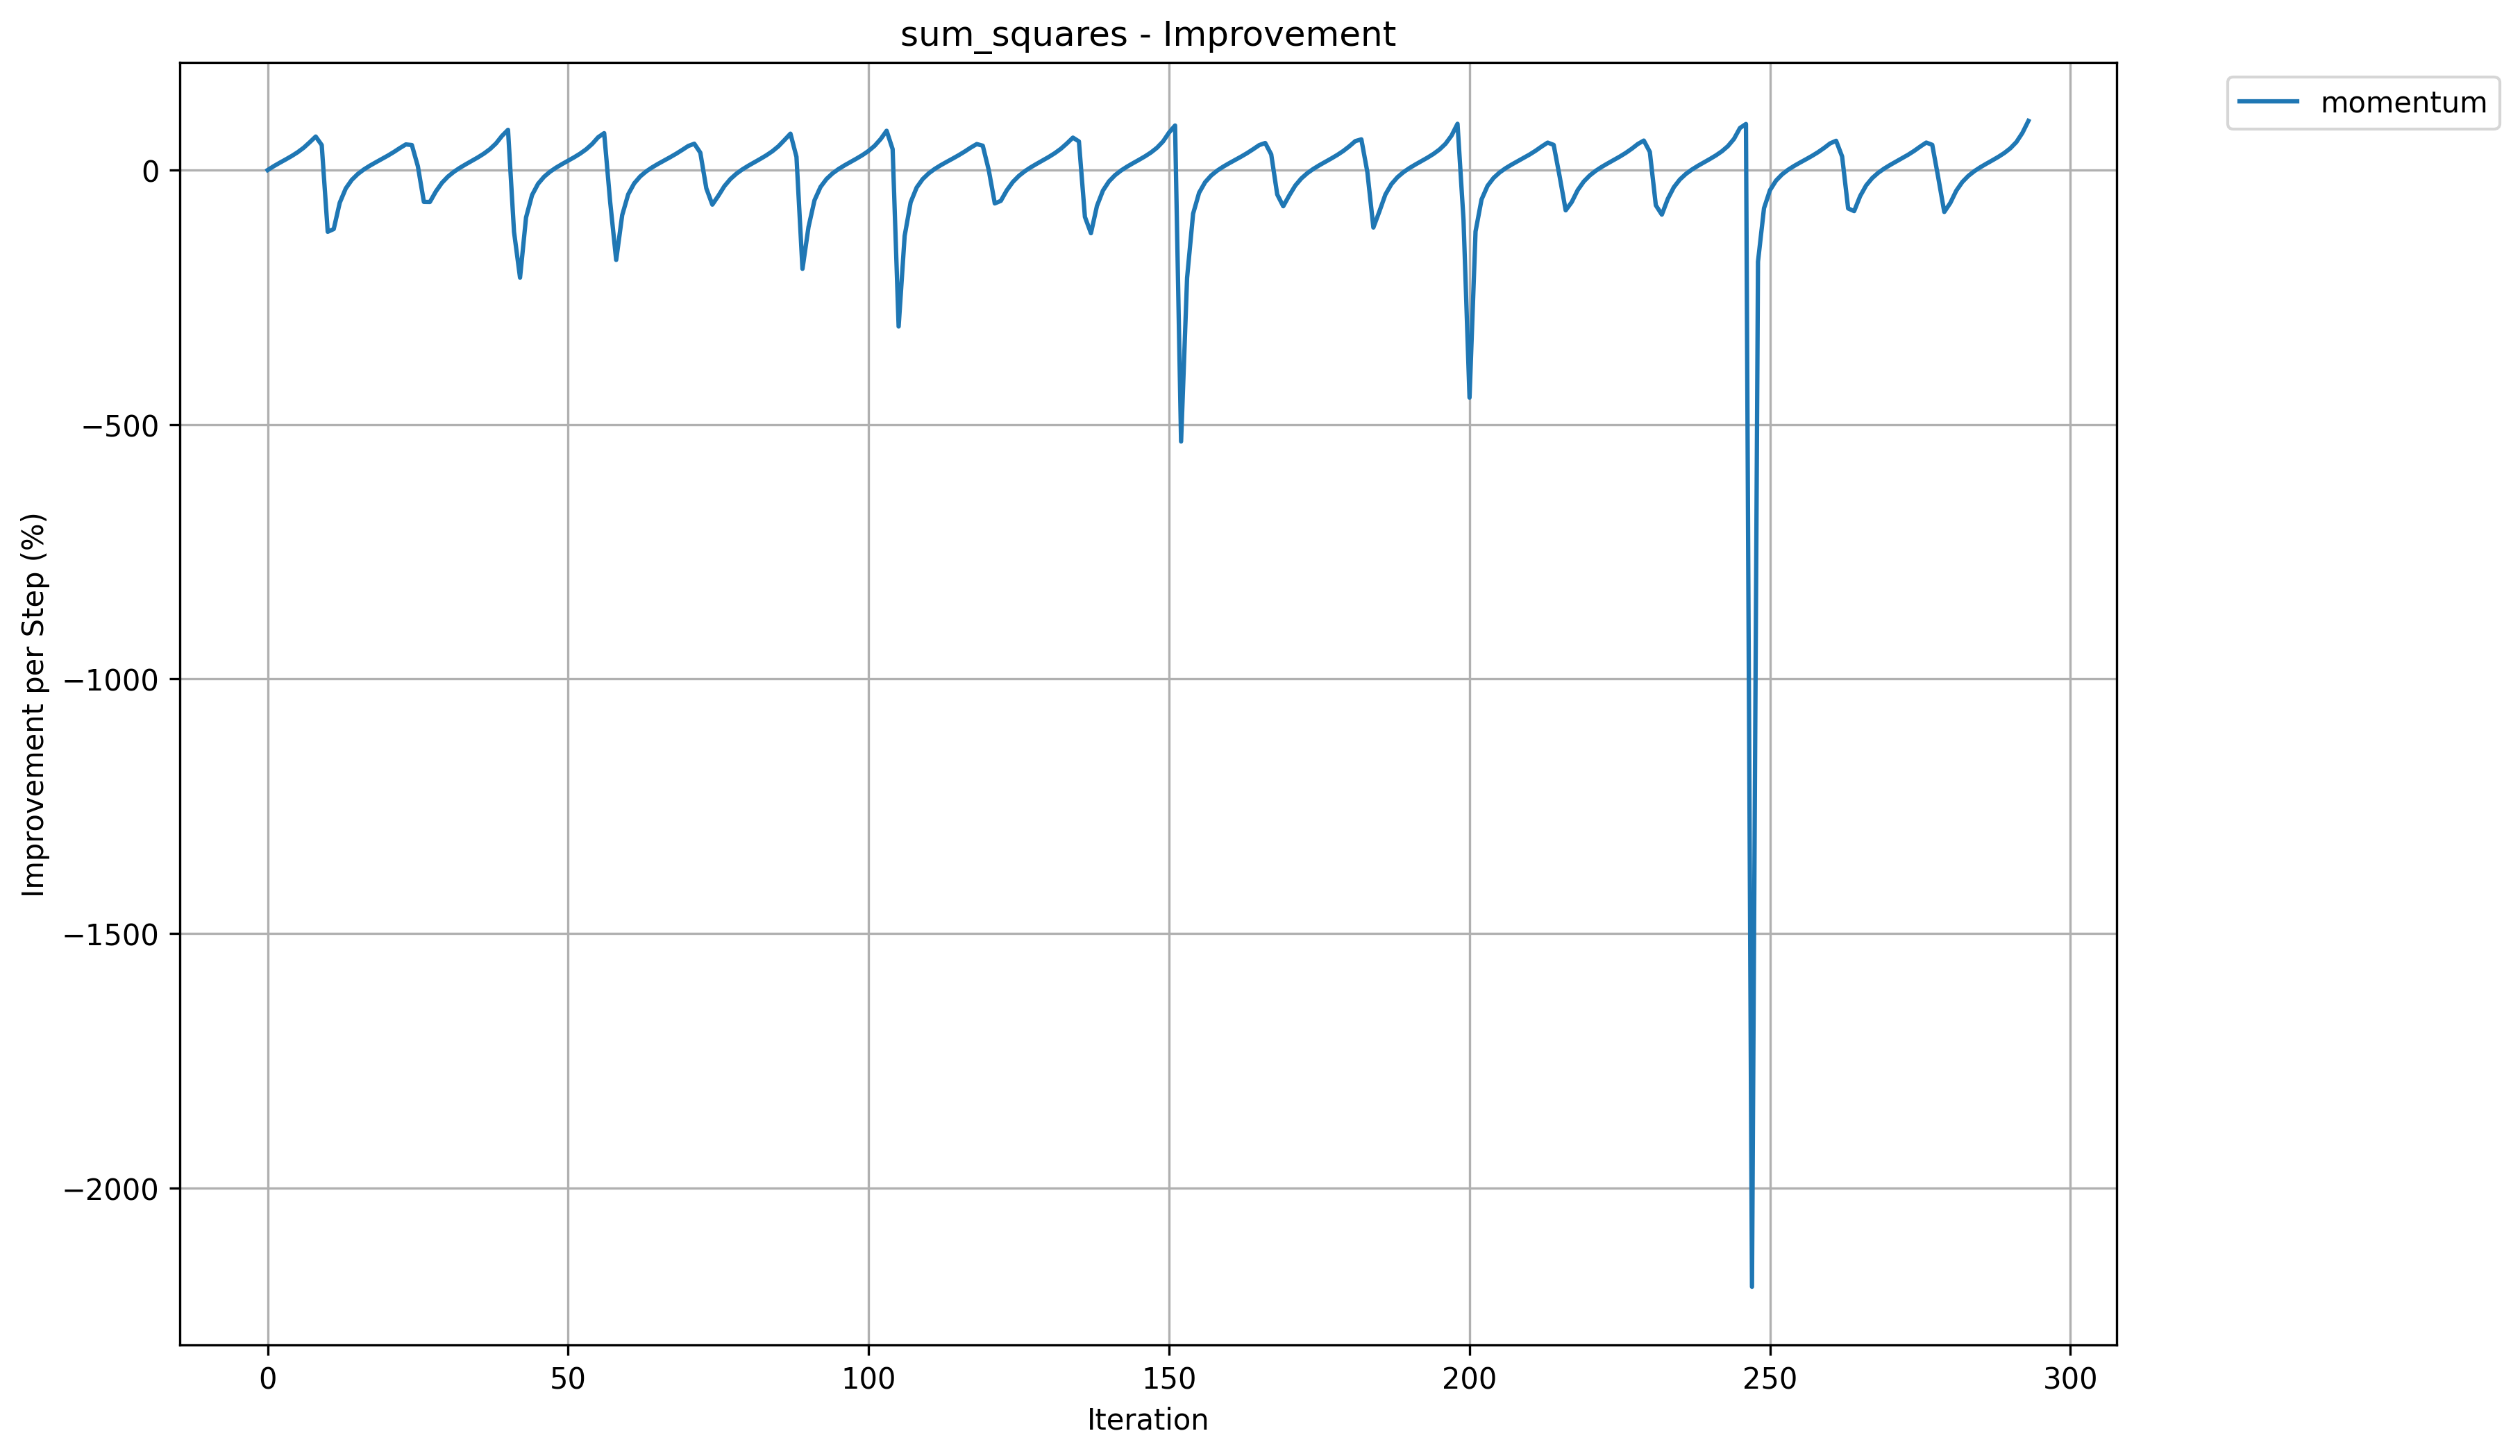 sum_squares - Improvement
momentum
Improvement per Step (%)
0
−500
−1000
−1500
−2000
0 50 100 150 200 250 300
Iteration